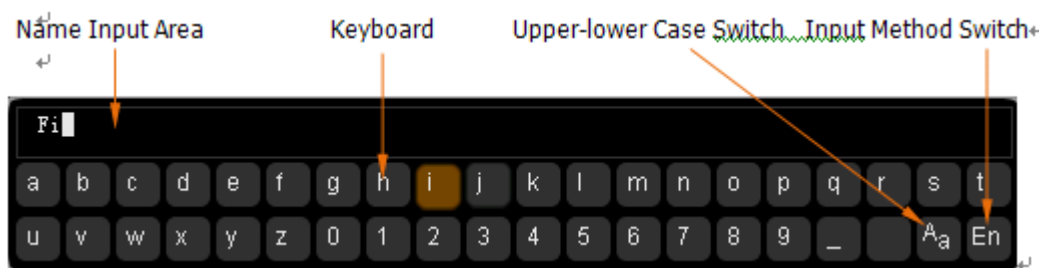 Name Input Area Keyboard Upper-lower Case Switch Input Method Switch
Fi
a b c d e f g h i j k l m n o p q r s t
u v w x y z 0 1 2 3 4 5 6 7 8 9 _ Aa En